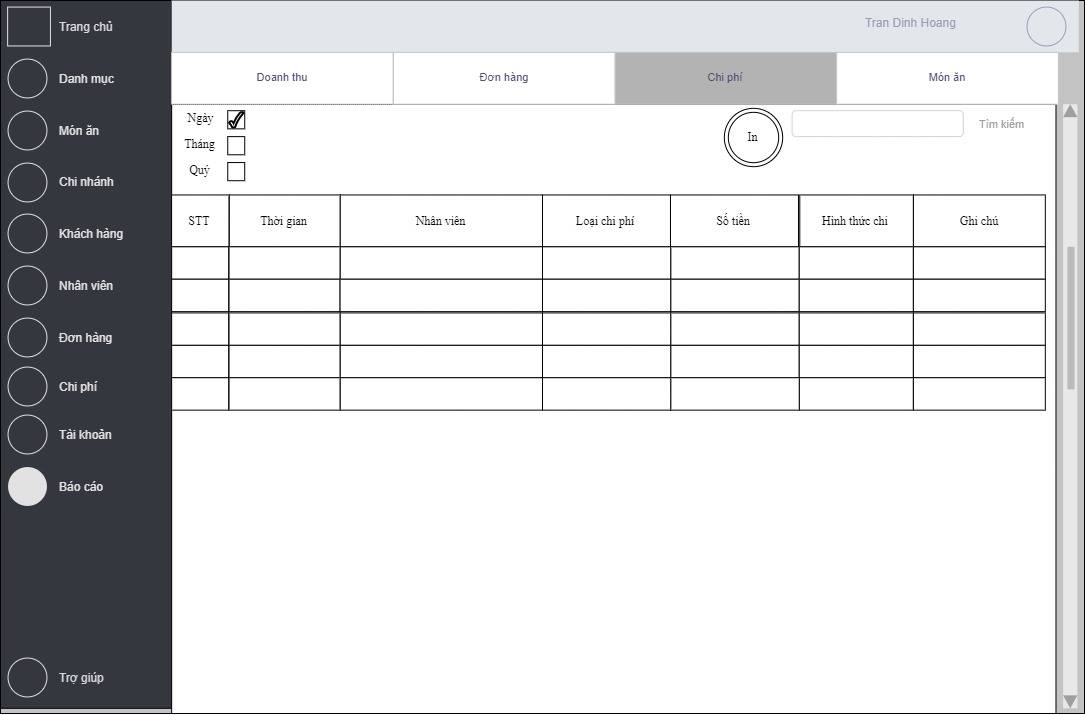 Trang chủ
Danh mục
Món ăn
Chi nhánh
Khách hàng
Nhân viên
Đơn hàng
Chi phí
Tài khoản
Báo cáo
Trợ giúp
Tran Dinh Hoang
Doanh thu
Đơn hàng
Chi phí
Món ăn
Ngày
Tháng
Quý
In
Tìm kiếm
STT
Thời gian
Nhân viên
Loại chi phí
Số tiền
Hình thức chi
Ghi chú